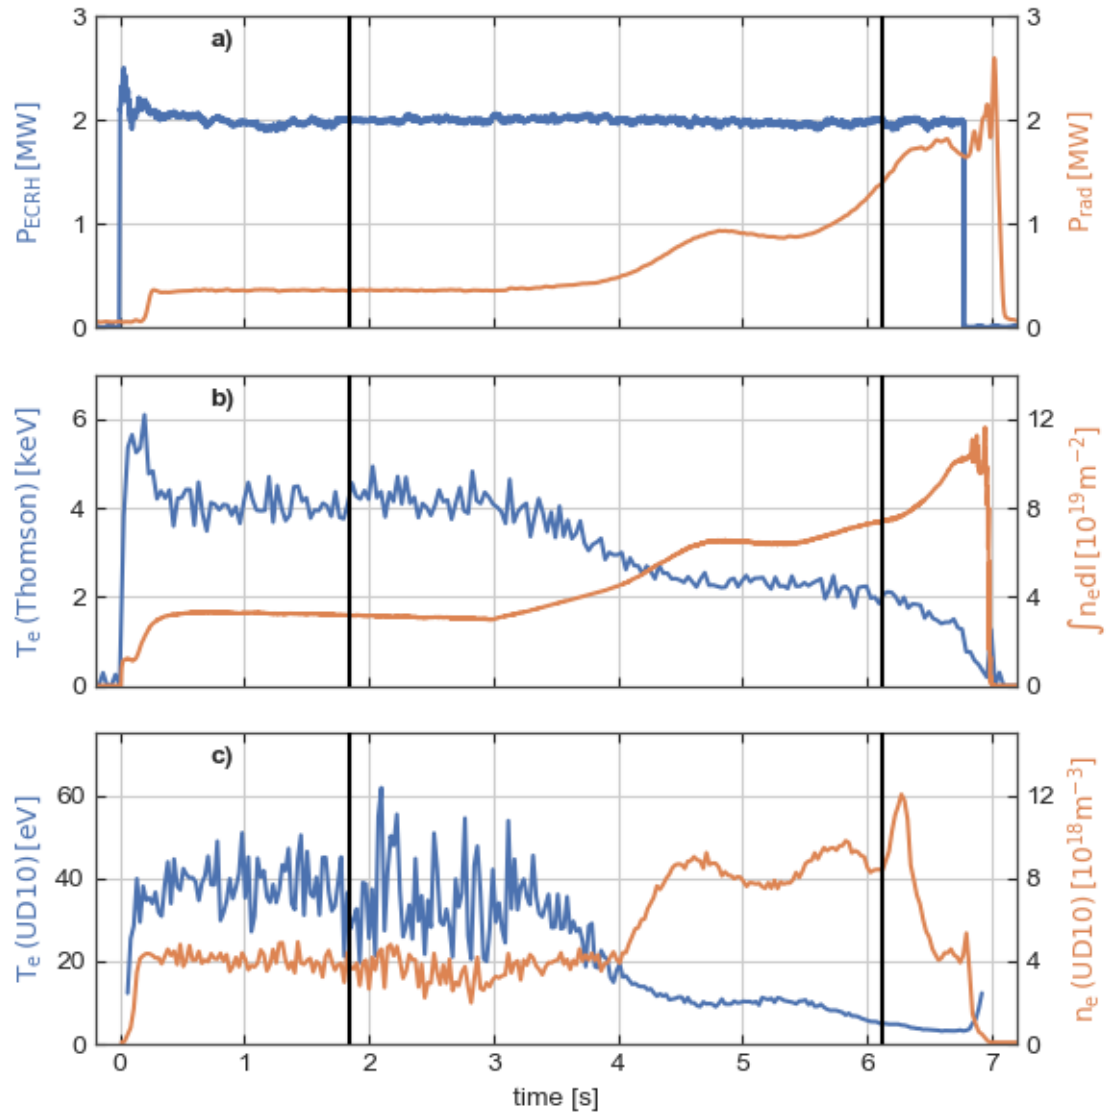 a)
3
2
1
0
P_ECRH [MW]
3
2
1
0
P_rad [MW]
b)
6
4
2
0
T_e (Thomson) [keV]
12
8
4
0
∫n_e dl [10^19 m^−2]
c)
60
40
20
0
T_e (UD10) [eV]
12
8
4
0
n_e (UD10) [10^18 m^−3]
0 1 2 3 4 5 6 7
time [s]